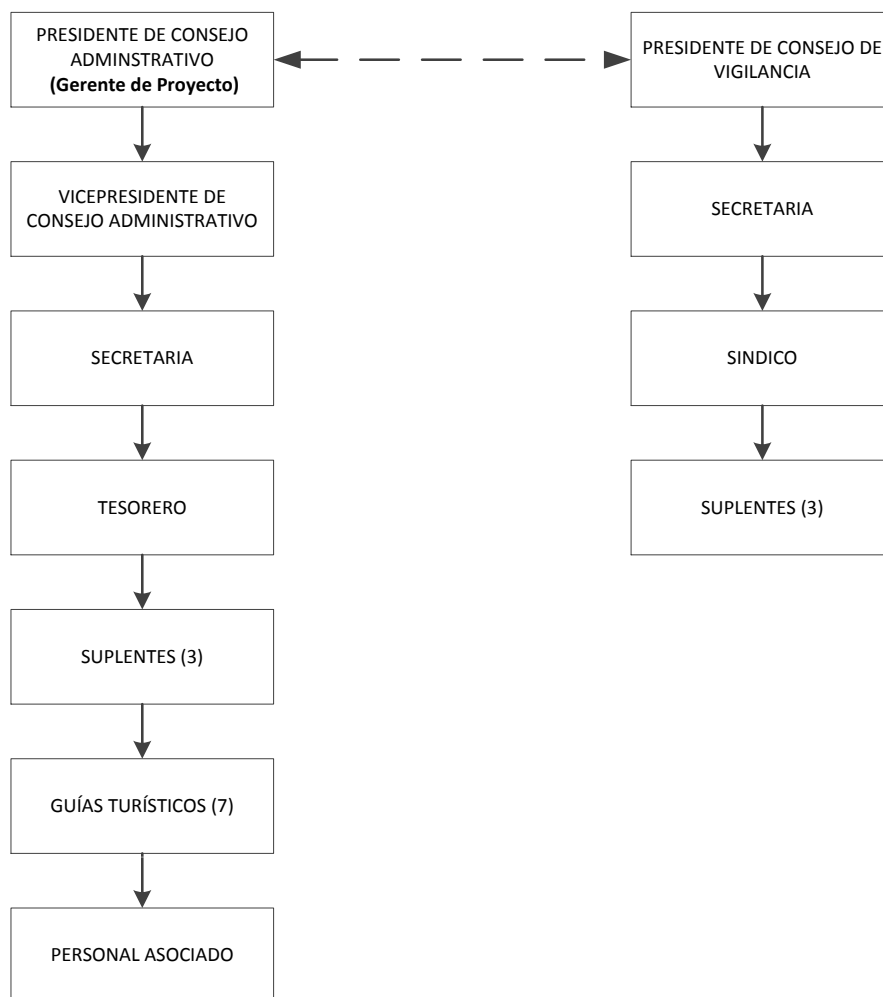 PRESIDENTE DE CONSEJO
ADMINSTRATIVO
(Gerente de Proyecto)
VICEPRESIDENTE DE
CONSEJO ADMINISTRATIVO
SECRETARIA
TESORERO
SUPLENTES (3)
GUÍAS TURÍSTICOS (7)
PERSONAL ASOCIADO
PRESIDENTE DE CONSEJO DE
VIGILANCIA
SECRETARIA
SINDICO
SUPLENTES (3)